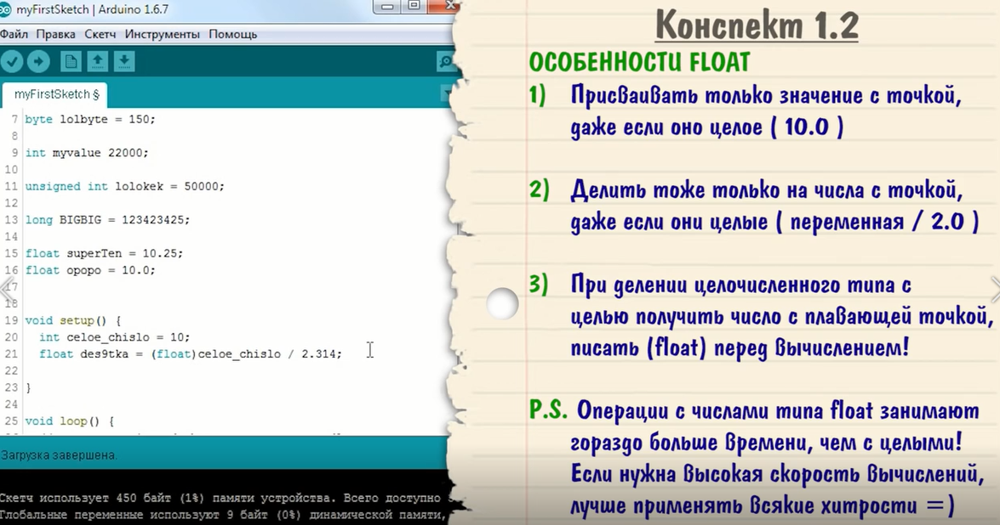 myFirstSketch | Arduino 1.6.7
Файл Правка Скетч Инструменты Помощь
myFirstSketch §
7 byte lolbyte = 150;
8
9 int myvalue 22000;
10
11 unsigned int lolokek = 50000;
12
13 long BIGBIG = 123423425;
14
15 float superTen = 10.25;
16 float opopo = 10.0;
17
18
19 void setup() {
20 int celoe_chislo = 10;
21 float des9tka = (float)celoe_chislo / 2.314;
22
23 }
24
25 void loop() {
Загрузка завершена.
Скетч использует 450 байт (1%) памяти устройства. Всего доступно
Глобальные переменные используют 9 байт (0%) динамической памяти,
Конспект 1.2
ОСОБЕННОСТИ FLOAT
1) Присваивать только значение с точкой,
даже если оно целое ( 10.0 )
2) Делить тоже только на числа с точкой,
даже если они целые ( переменная / 2.0 )
3) При делении целочисленного типа с
целью получить число с плавающей точкой,
писать (float) перед вычислением!
P.S. Операции с числами типа float занимают
гораздо больше времени, чем с целыми!
Если нужна высокая скорость вычислений,
лучше применять всякие хитрости =)